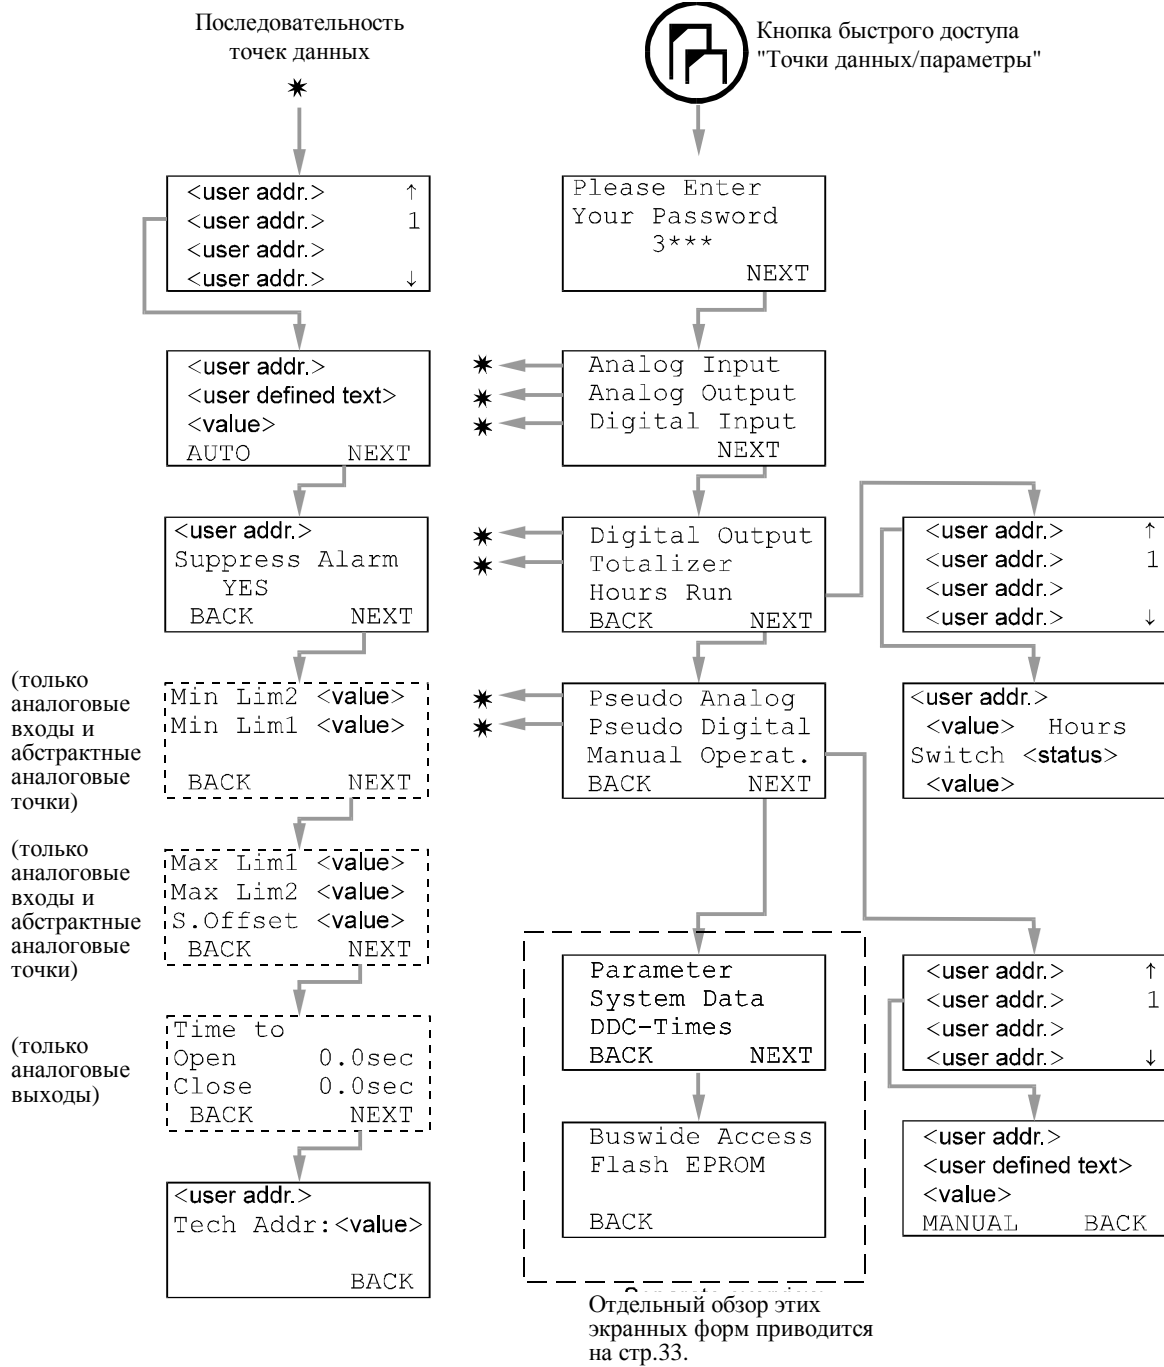 Последовательность
точек данных
Кнопка быстрого доступа
"Точки данных/параметры"
<user addr.> ↑
<user addr.> 1
<user addr.>
<user addr.> ↓
<user addr.>
<user defined text>
<value>
AUTO NEXT
<user addr.>
Suppress Alarm
YES
BACK NEXT
(только
аналоговые
входы и
абстрактные
аналоговые
точки)
Min Lim2 <value>
Min Lim1 <value>
BACK NEXT
(только
аналоговые
входы и
абстрактные
аналоговые
точки)
Max Lim1 <value>
Max Lim2 <value>
S.Offset <value>
BACK NEXT
(только
аналоговые
выходы)
Time to
Open 0.0sec
Close 0.0sec
BACK NEXT
<user addr.>
Tech Addr:<value>
BACK
Please Enter
Your Password
3***
NEXT
Analog Input
Analog Output
Digital Input
NEXT
Digital Output
Totalizer
Hours Run
BACK NEXT
Pseudo Analog
Pseudo Digital
Manual Operat.
BACK NEXT
Parameter
System Data
DDC-Times
BACK NEXT
Buswide Access
Flash EPROM
BACK
Отдельный обзор этих
экранных форм приводится
на стр.33.
<user addr.> ↑
<user addr.> 1
<user addr.>
<user addr.> ↓
<user addr.>
<value> Hours
Switch <status>
<value>
<user addr.> ↑
<user addr.> 1
<user addr.>
<user addr.> ↓
<user addr.>
<user defined text>
<value>
MANUAL BACK